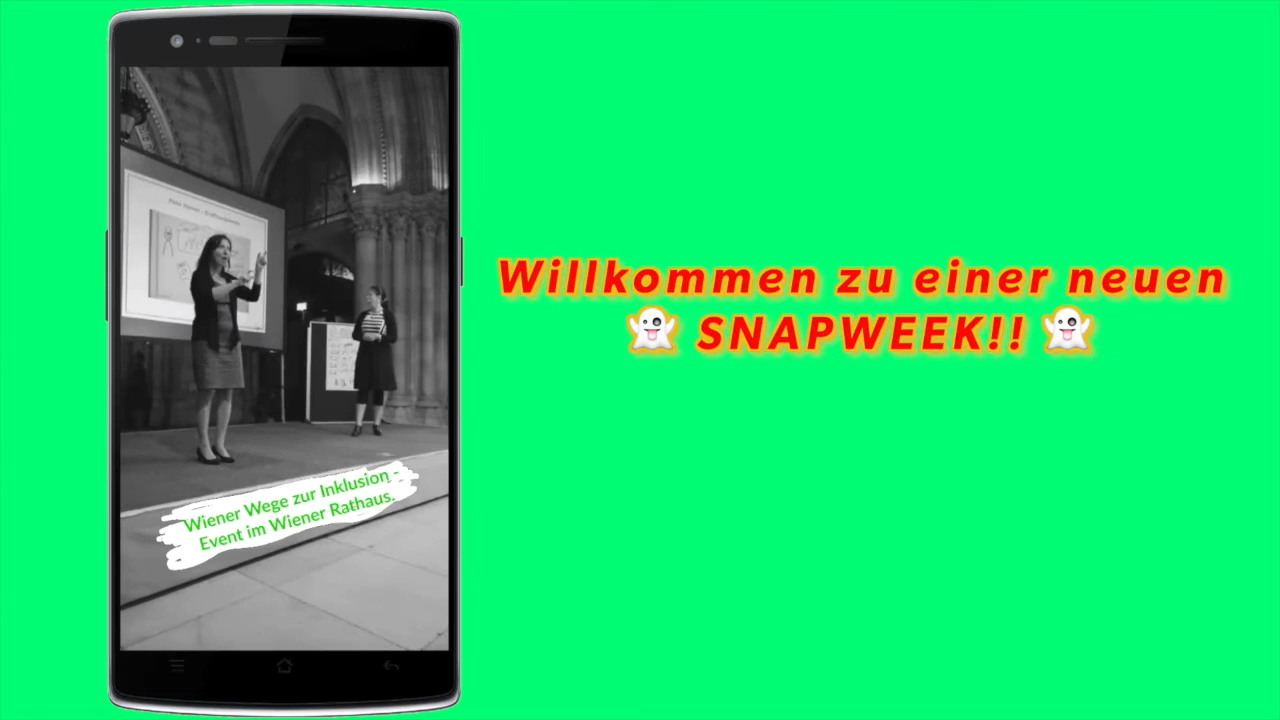 Willkommen zu einer neuen
👻 SNAPWEEK!! 👻
Wiener Wege zur Inklusion -
Event im Wiener Rathaus.